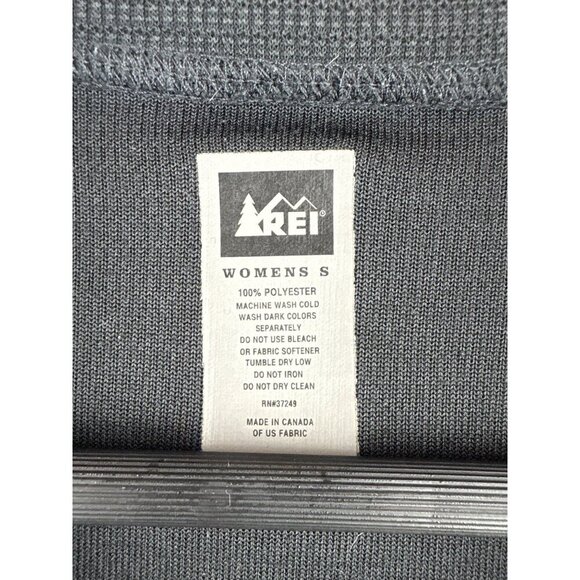 REI®
WOMENS S
100% POLYESTER
MACHINE WASH COLD
WASH DARK COLORS
SEPARATELY
DO NOT USE BLEACH
OR FABRIC SOFTENER
TUMBLE DRY LOW
DO NOT IRON
DO NOT DRY CLEAN
RN#37249
MADE IN CANADA
OF US FABRIC